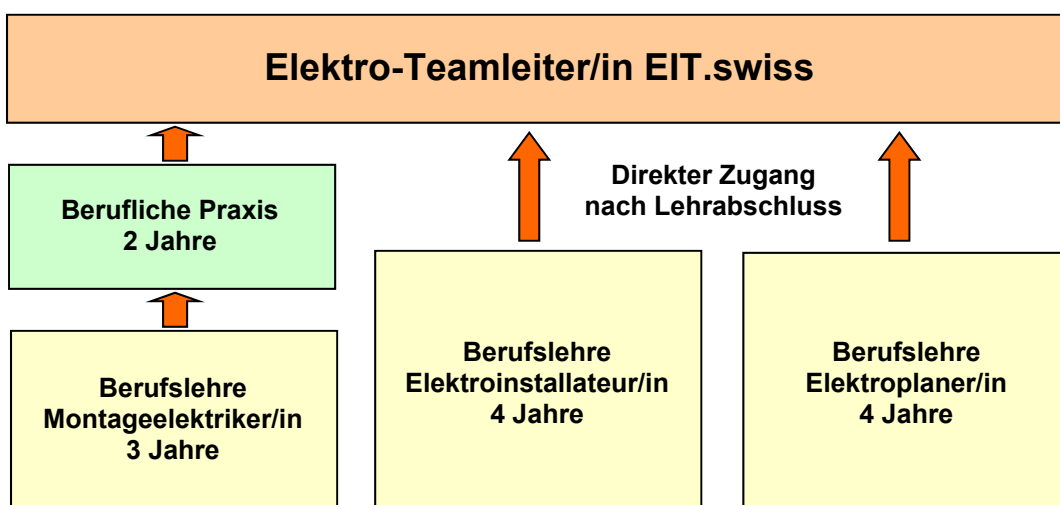 Elektro-Teamleiter/in EIT.swiss
Berufliche Praxis
2 Jahre
Direkter Zugang
nach Lehrabschluss
Berufslehre
Montageelektriker/in
3 Jahre
Berufslehre
Elektroinstallateur/in
4 Jahre
Berufslehre
Elektroplaner/in
4 Jahre